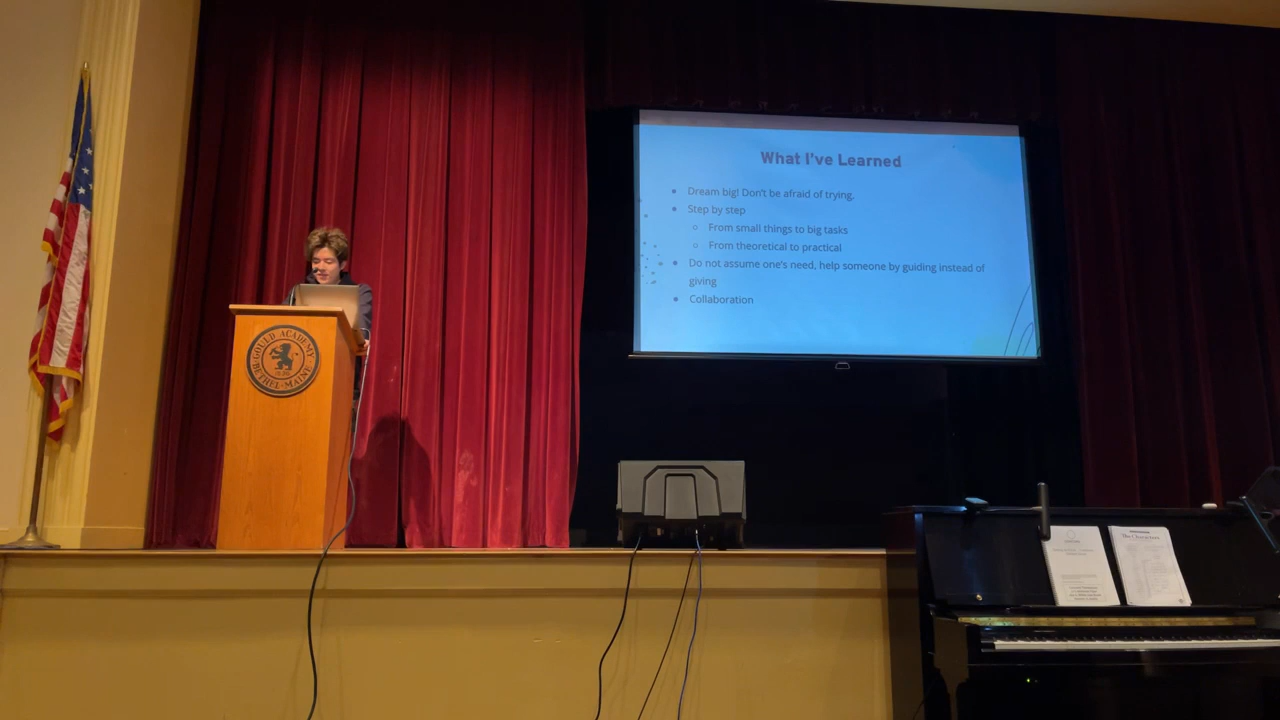 What I've Learned
Dream big! Don't be afraid of trying.
Step by step
From small things to big tasks
From theoretical to practical
Do not assume one's need, help someone by guiding instead of
giving
Collaboration
GOULD ACADEMY
BETHEL·MAINE